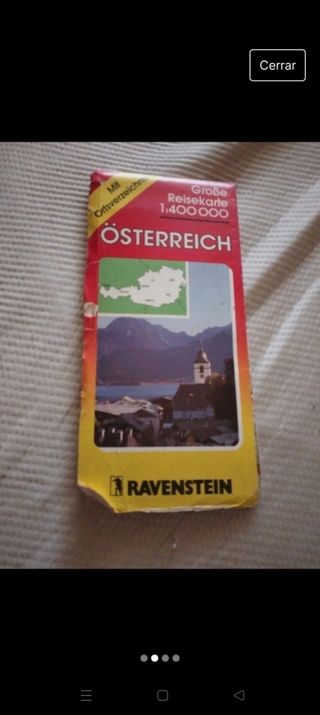 Cerrar
Mit
Ortsverzeichnis
Große
Reisekarte
1:400 000
ÖSTERREICH
RAVENSTEIN